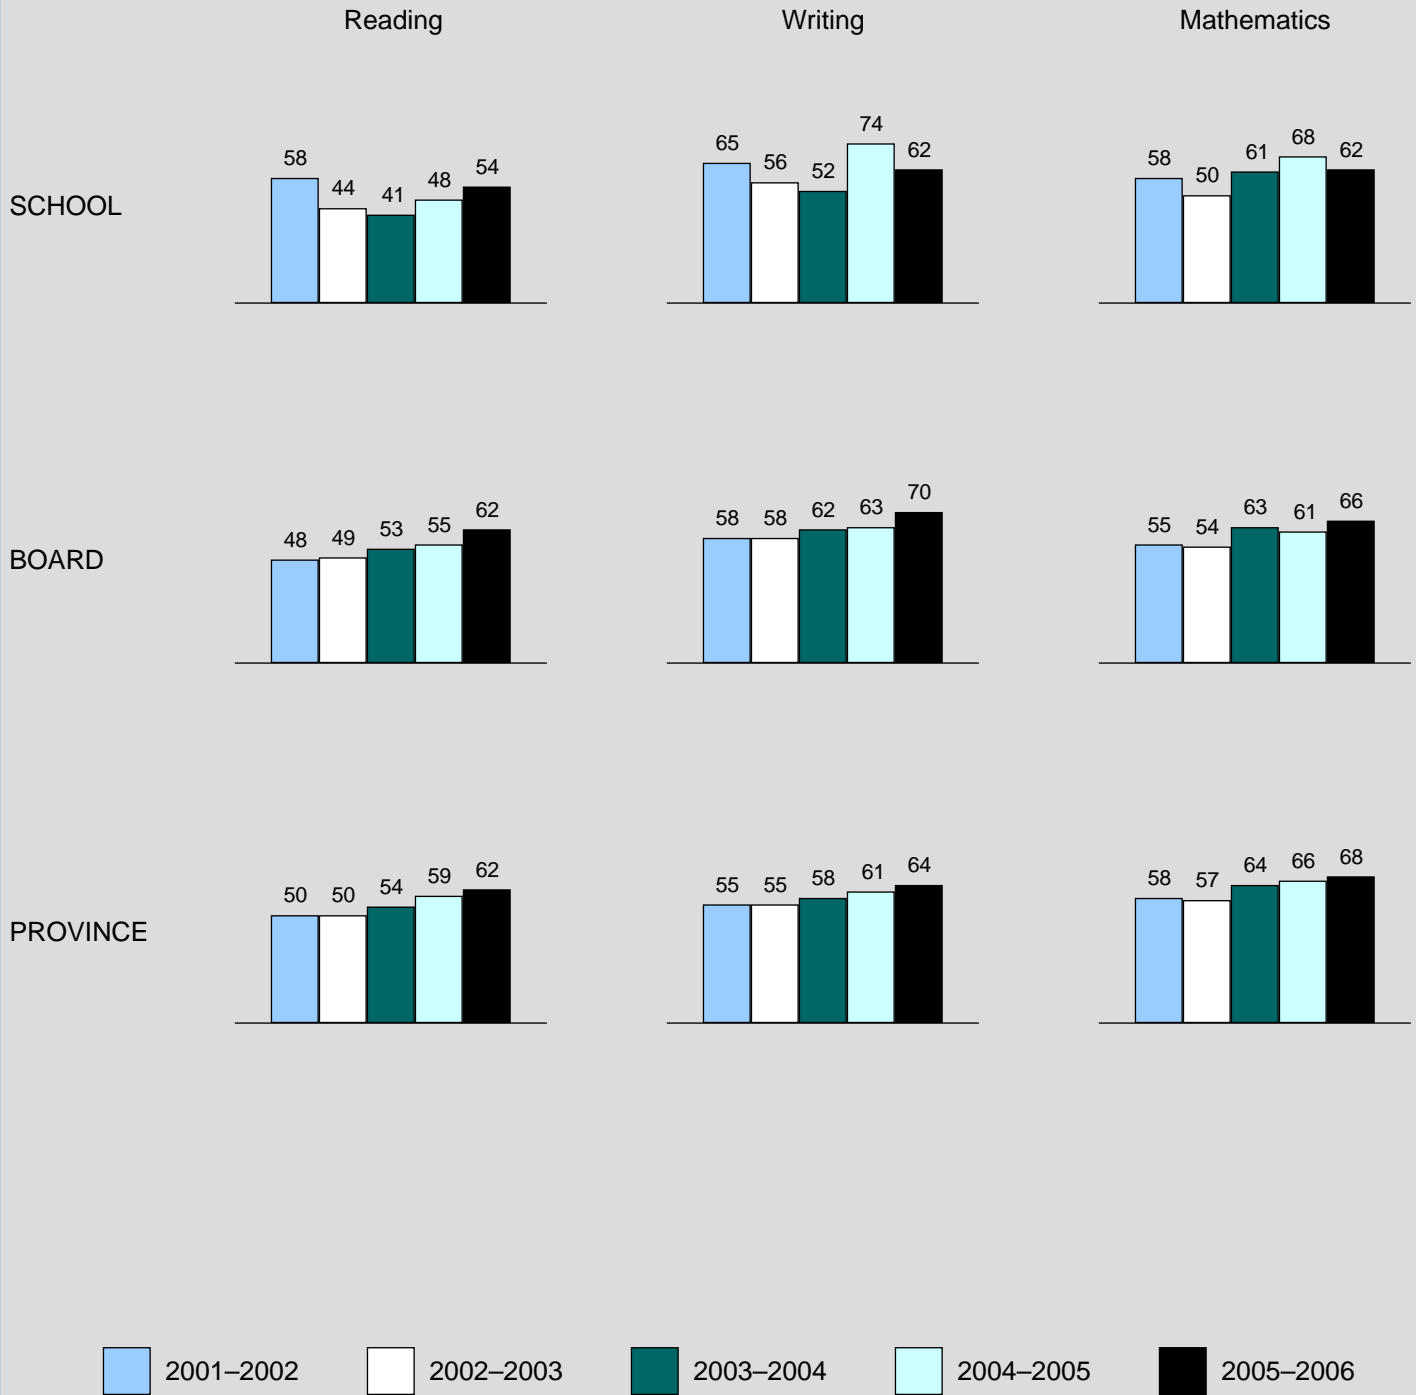 Reading Writing Mathematics
SCHOOL
58 44 41 48 54
65 56 52 74 62
58 50 61 68 62
BOARD
48 49 53 55 62
58 58 62 63 70
55 54 63 61 66
PROVINCE
50 50 54 59 62
55 55 58 61 64
58 57 64 66 68
2001–2002 2002–2003 2003–2004 2004–2005 2005–2006